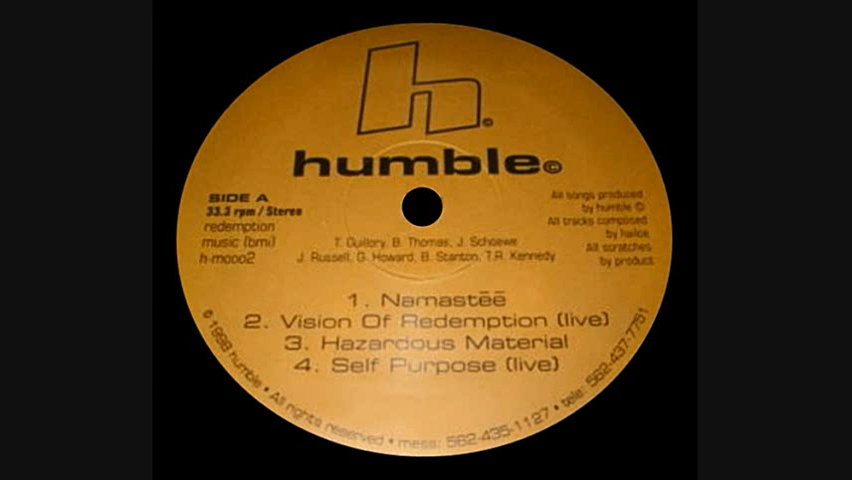 h©
humble©
SIDE A
33.3 rpm / Stereo
redemption
music (bmi)
h-mooo2
All songs produced
by humble ©
All tracks composed
by hailoe
All scratches
by product
T. Guillory, B. Thomas, J. Schoewe
J. Russell, G. Howard, B. Stanton, T.R. Kennedy
1. Namastēē
2. Vision Of Redemption (live)
3. Hazardous Material
4. Self Purpose (live)
© 1998 humble • All rights reserved • mess: 562-435-1127 • tele: 562-437-7751